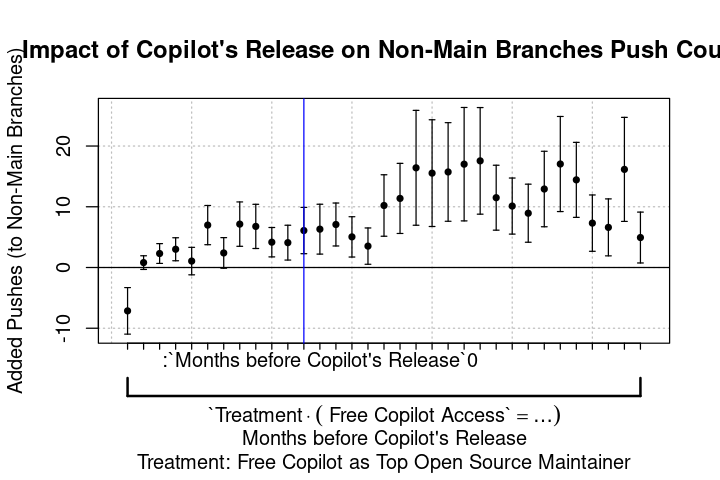 Impact of Copilot's Release on Non-Main Branches Push Cou
Added Pushes (to Non-Main Branches)
20
10
0
-10
:`Months before Copilot's Release`0
`Treatment · ( Free Copilot Access` = …)
Months before Copilot's Release
Treatment: Free Copilot as Top Open Source Maintainer